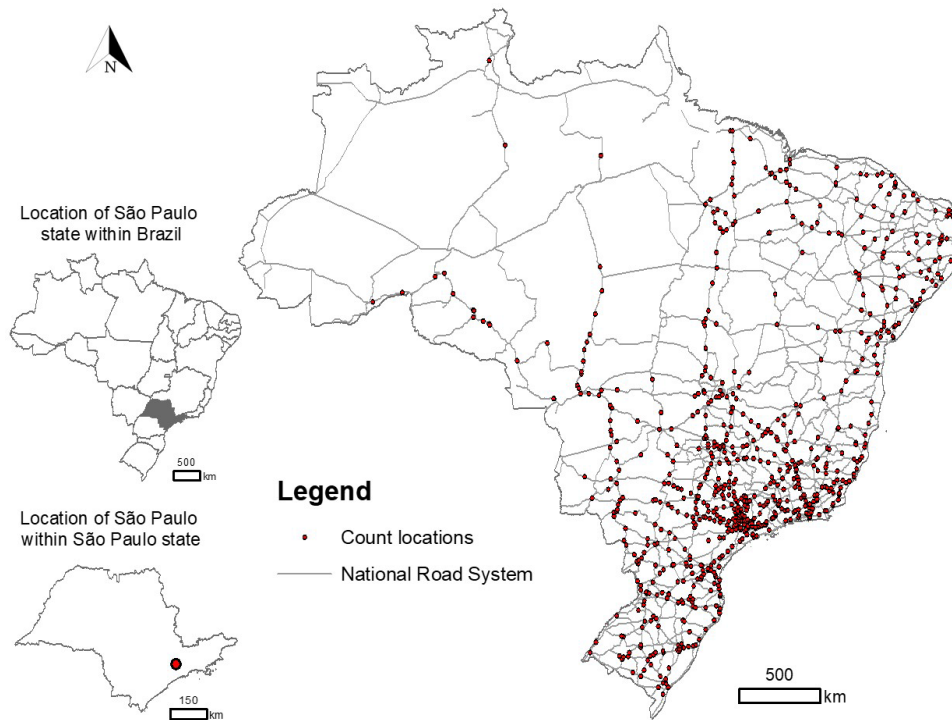 N
Location of São Paulo
state within Brazil
500
km
Location of São Paulo
within São Paulo state
150
km
Legend
Count locations
National Road System
500
km